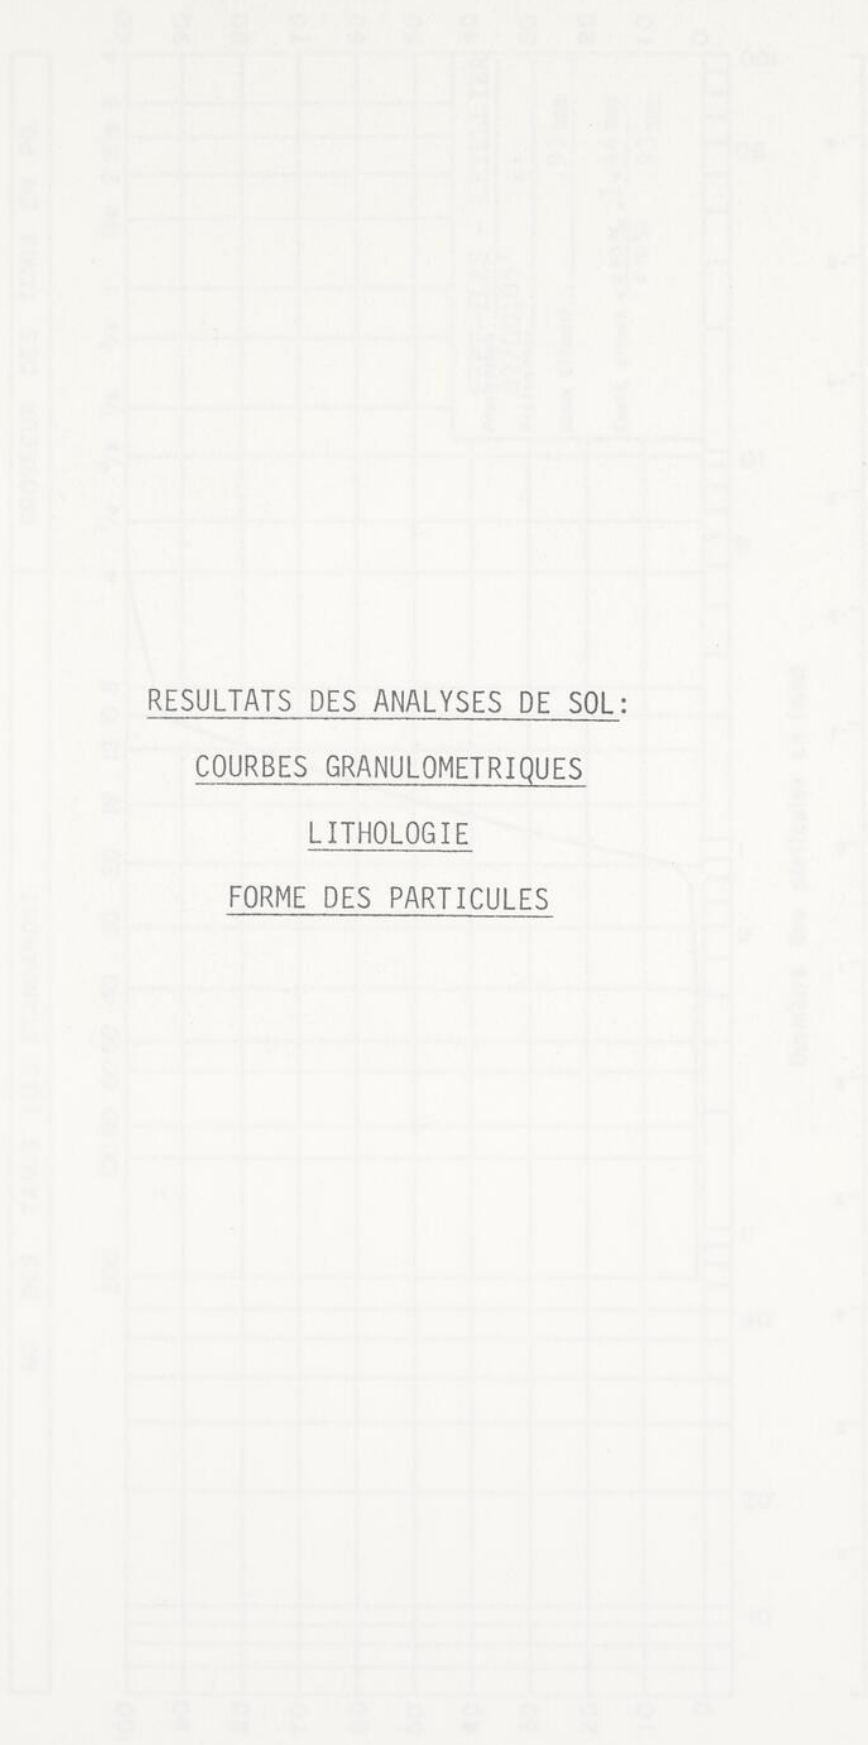 RESULTATS DES ANALYSES DE SOL:
COURBES GRANULOMETRIQUES
LITHOLOGIE
FORME DES PARTICULES